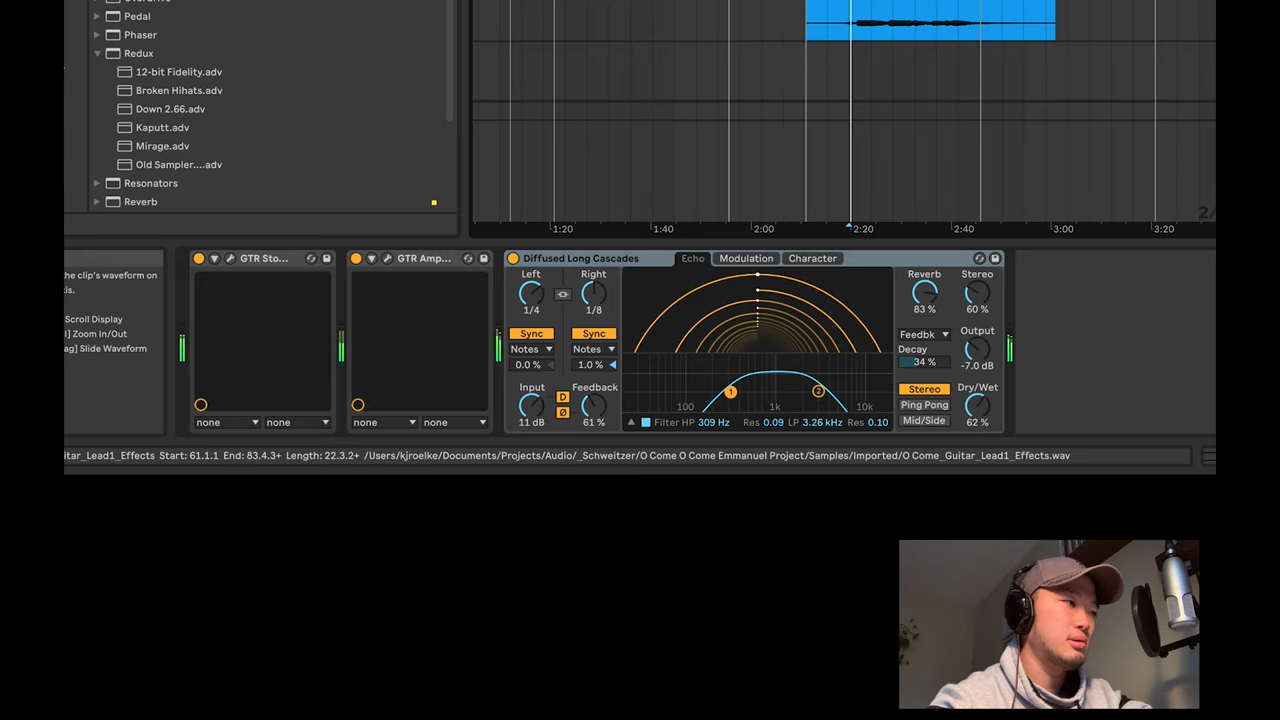 Pedal
Phaser
Redux
12-bit Fidelity.adv
Broken Hihats.adv
Down 2.66.adv
Kaputt.adv
Mirage.adv
Old Sampler....adv
Resonators
Reverb
2/
1:20 1:40 2:00 2:20 2:40 3:00 3:20
the clip's waveform on
is.
Scroll Display
] Zoom In/Out
ag] Slide Waveform
GTR Sto...
none none
GTR Amp...
none none
Diffused Long Cascades Echo Modulation Character
Left Right
1/4 1/8
Sync Sync
Notes Notes
0.0 % 1.0 %
Input Feedback
D
Ø
11 dB 61 %
1 2
100 1k 10k
Filter HP 309 Hz Res 0.09 LP 3.26 kHz Res 0.10
Reverb Stereo
83 % 60 %
Feedbk Output
Decay
34 % -7.0 dB
Stereo Dry/Wet
Ping Pong
Mid/Side 62 %
itar_Lead1_Effects Start: 61.1.1 End: 83.4.3+ Length: 22.3.2+ /Users/kjroelke/Documents/Projects/Audio/_Schweitzer/O Come O Come Emmanuel Project/Samples/Imported/O Come_Guitar_Lead1_Effects.wav